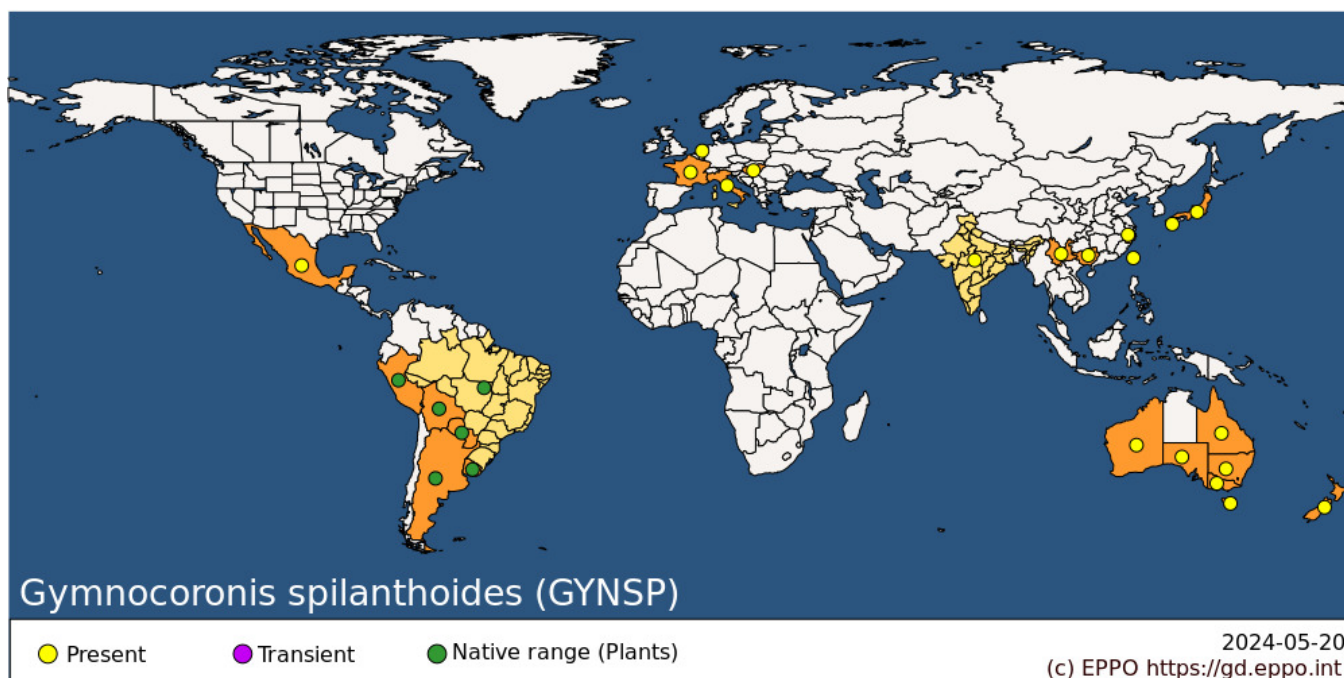 Gymnocoronis spilanthoides (GYNSP)
Present
Transient
Native range (Plants)
2024-05-20
(c) EPPO https://gd.eppo.int